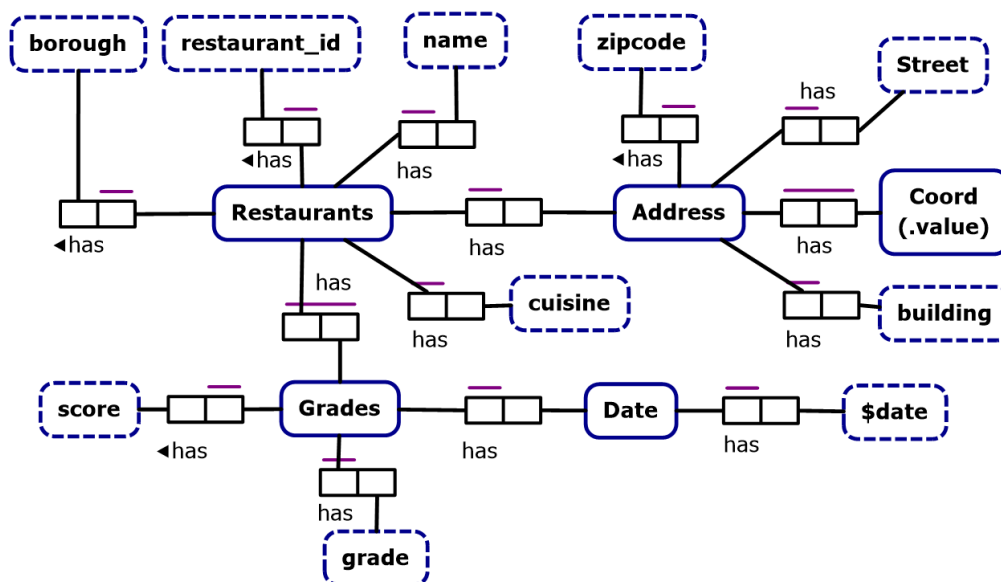 borough
restaurant_id
name
zipcode
Street
has
◄has
has
◄has
Restaurants
Address
Coord
(.value)
◄has
has
has
has
cuisine
building
has
has
score
Grades
Date
$date
◄has
has
has
has
grade